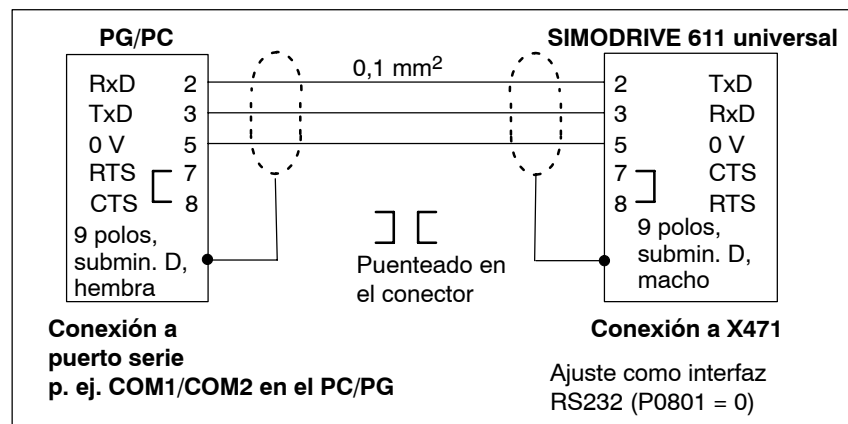 PG/PC
SIMODRIVE 611 universal
0,1 mm²
RxD 2
TxD 3
0 V 5
RTS 7
CTS 8
9 polos,
submin. D,
hembra
2 TxD
3 RxD
5 0 V
7 CTS
8 RTS
9 polos,
submin. D,
macho
Puenteado en
el conector
Conexión a
puerto serie
p. ej. COM1/COM2 en el PC/PG
Conexión a X471
Ajuste como interfaz
RS232 (P0801 = 0)